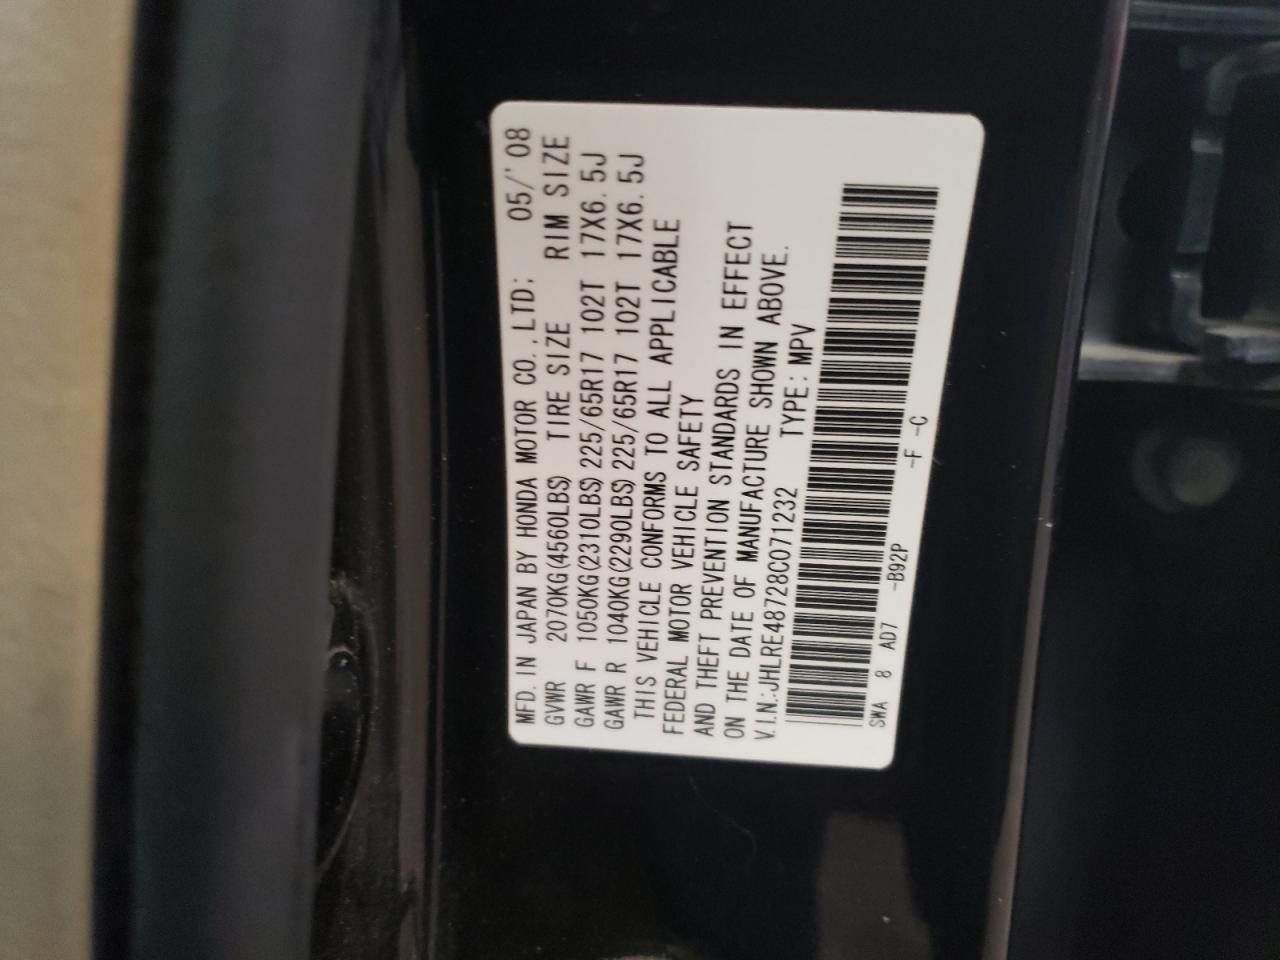 MFD. IN JAPAN BY HONDA MOTOR CO.,LTD: 05/'08
GVWR 2070KG(4560LBS) TIRE SIZE RIM SIZE
GAWR F 1050KG(2310LBS) 225/65R17 102T 17X6.5J
GAWR R 1040KG(2290LBS) 225/65R17 102T 17X6.5J
THIS VEHICLE CONFORMS TO ALL APPLICABLE
FEDERAL MOTOR VEHICLE SAFETY
AND THEFT PREVENTION STANDARDS IN EFFECT
ON THE DATE OF MANUFACTURE SHOWN ABOVE.
V.I.N.:JHLRE48728C071232 TYPE: MPV
SWA 8 AD7 -B92P -F -C